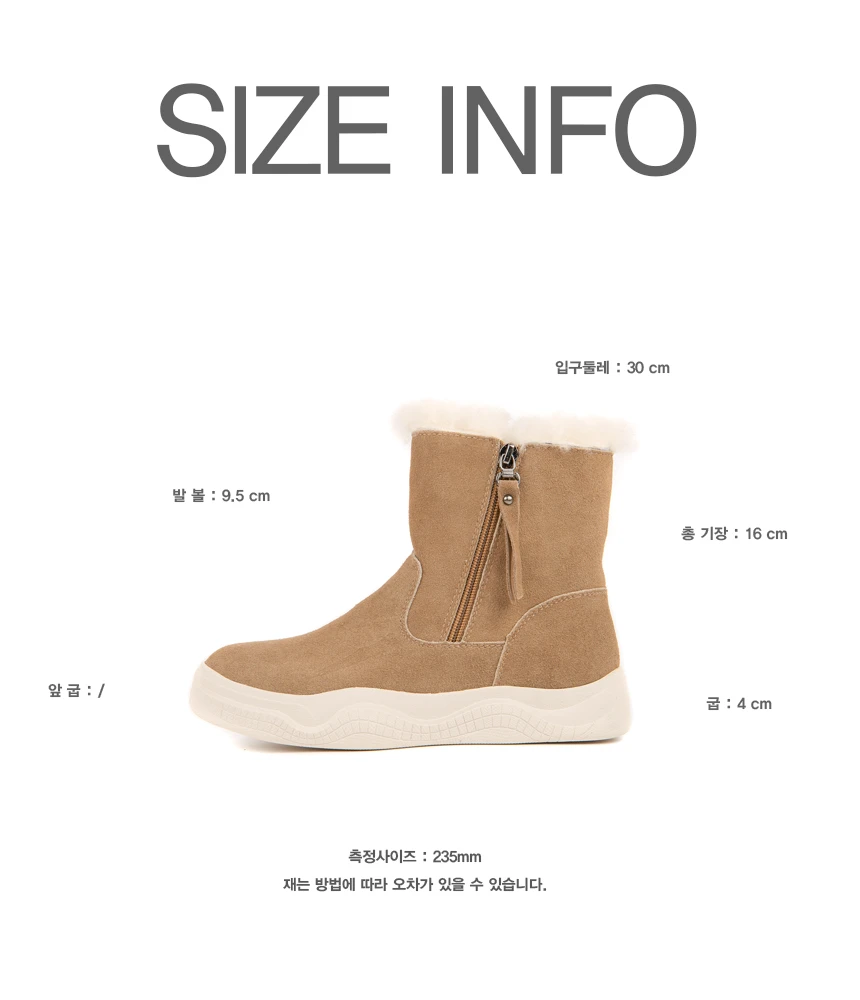 SIZE INFO
입구둘레 : 30 cm
발 볼 : 9.5 cm
총 기장 : 16 cm
앞 굽 : /
굽 : 4 cm
측정사이즈 : 235mm
재는 방법에 따라 오차가 있을 수 있습니다.